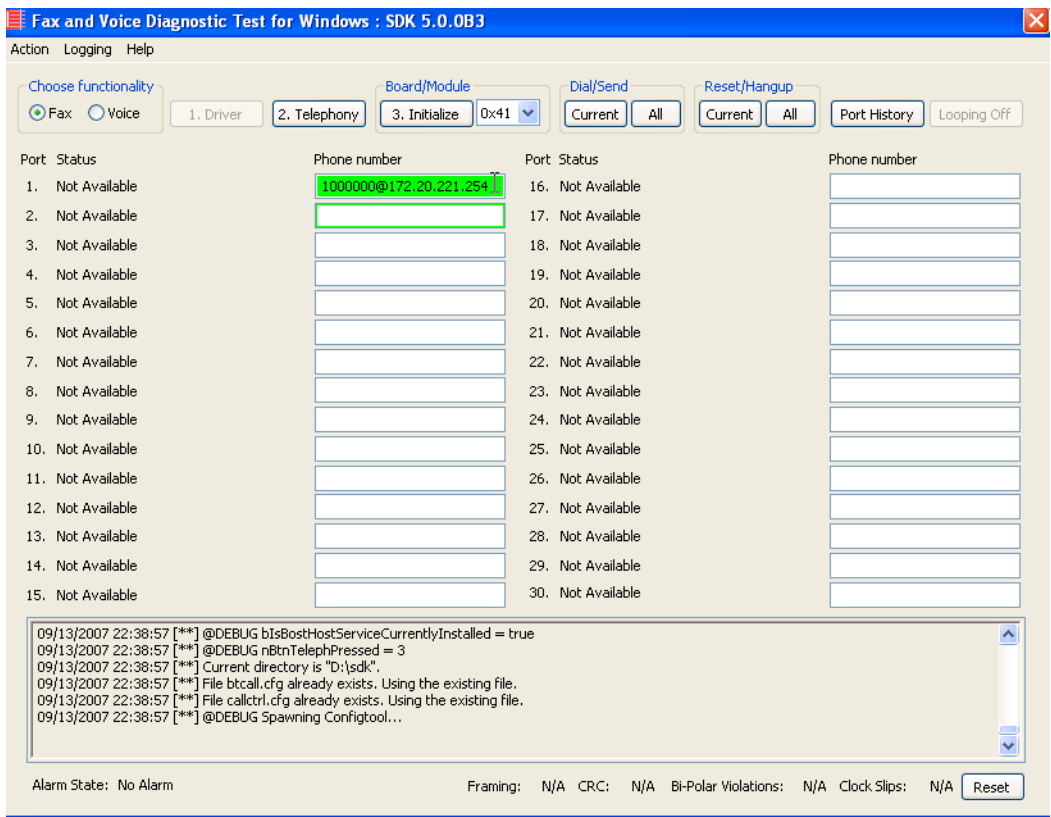 Fax and Voice Diagnostic Test for Windows : SDK 5.0.0B3
Action Logging Help
Choose functionality Board/Module Dial/Send Reset/Hangup
Fax Voice 1. Driver 2. Telephony 3. Initialize 0x41 Current All Current All Port History Looping Off
Port Status Phone number Port Status Phone number
1. Not Available 1000000@172.20.221.254 16. Not Available
2. Not Available 17. Not Available
3. Not Available 18. Not Available
4. Not Available 19. Not Available
5. Not Available 20. Not Available
6. Not Available 21. Not Available
7. Not Available 22. Not Available
8. Not Available 23. Not Available
9. Not Available 24. Not Available
10. Not Available 25. Not Available
11. Not Available 26. Not Available
12. Not Available 27. Not Available
13. Not Available 28. Not Available
14. Not Available 29. Not Available
15. Not Available 30. Not Available
09/13/2007 22:38:57 [**] @DEBUG bIsBostHostServiceCurrentlyInstalled = true
09/13/2007 22:38:57 [**] @DEBUG nBtnTelephPressed = 3
09/13/2007 22:38:57 [**] Current directory is "D:\sdk".
09/13/2007 22:38:57 [**] File btcall.cfg already exists. Using the existing file.
09/13/2007 22:38:57 [**] File callctrl.cfg already exists. Using the existing file.
09/13/2007 22:38:57 [**] @DEBUG Spawning Configtool...
Alarm State: No Alarm Framing: N/A CRC: N/A Bi-Polar Violations: N/A Clock Slips: N/A Reset